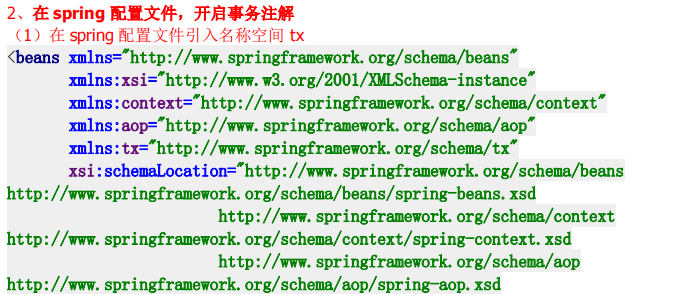 2、在 spring 配置文件，开启事务注解
（1）在 spring 配置文件引入名称空间 tx
<beans xmlns="http://www.springframework.org/schema/beans"
xmlns:xsi="http://www.w3.org/2001/XMLSchema-instance"
xmlns:context="http://www.springframework.org/schema/context"
xmlns:aop="http://www.springframework.org/schema/aop"
xmlns:tx="http://www.springframework.org/schema/tx"
xsi:schemaLocation="http://www.springframework.org/schema/beans
http://www.springframework.org/schema/beans/spring-beans.xsd
http://www.springframework.org/schema/context
http://www.springframework.org/schema/context/spring-context.xsd
http://www.springframework.org/schema/aop
http://www.springframework.org/schema/aop/spring-aop.xsd